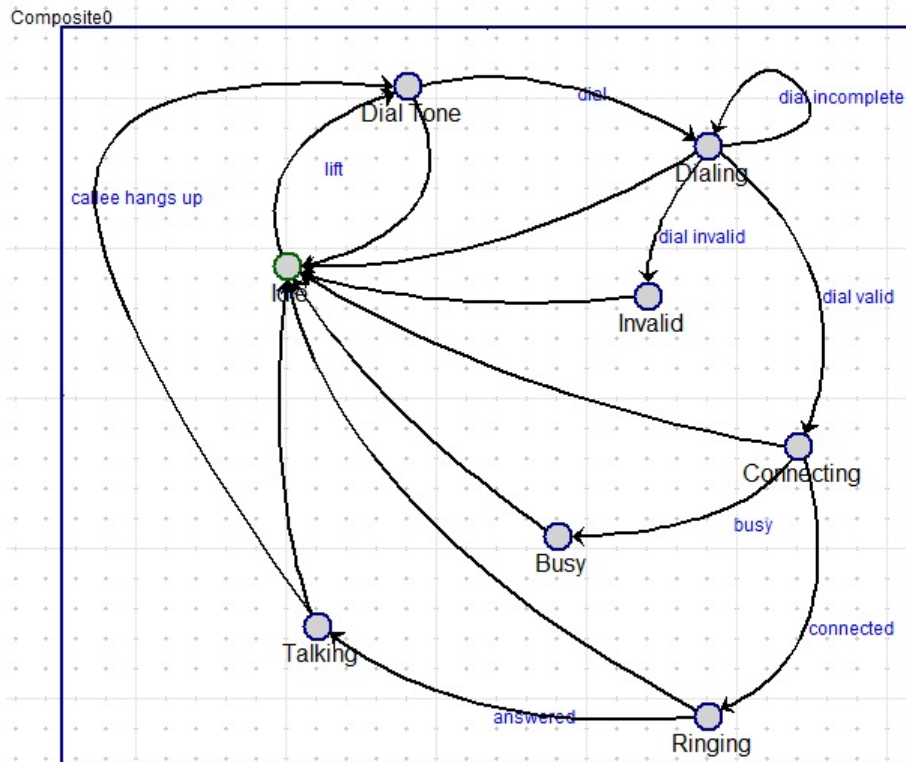 Composite0
dial
dial incomplete
Dial Tone
lift
Dialing
callee hangs up
dial invalid
Idle
dial valid
Invalid
Connecting
busy
Busy
connected
Talking
answered
Ringing